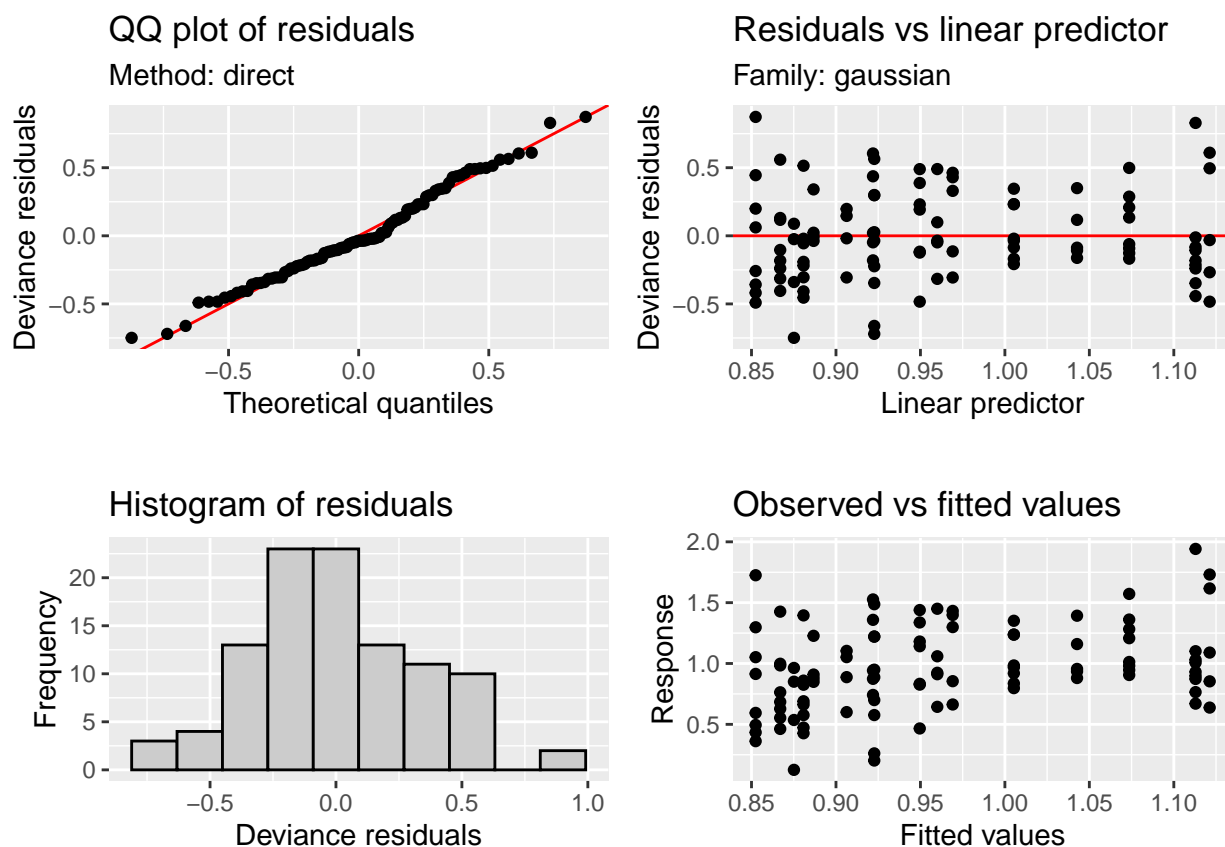 QQ plot of residuals
Method: direct
Deviance residuals
0.5
0.0
−0.5
−0.5 0.0 0.5
Theoretical quantiles
Residuals vs linear predictor
Family: gaussian
Deviance residuals
0.5
0.0
−0.5
0.85 0.90 0.95 1.00 1.05 1.10
Linear predictor
Histogram of residuals
Frequency
20
15
10
5
0
−0.5 0.0 0.5 1.0
Deviance residuals
Observed vs fitted values
Response
2.0
1.5
1.0
0.5
0.85 0.90 0.95 1.00 1.05 1.10
Fitted values